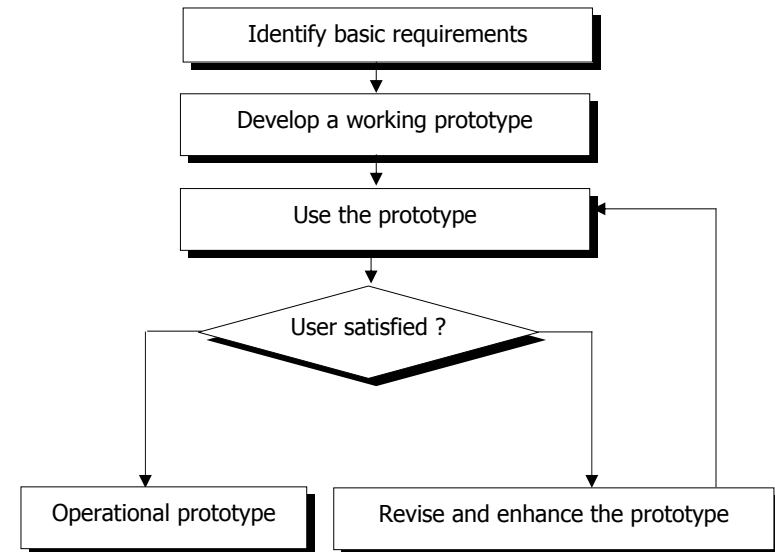 Identify basic requirements
Develop a working prototype
Use the prototype
User satisfied ?
Operational prototype
Revise and enhance the prototype